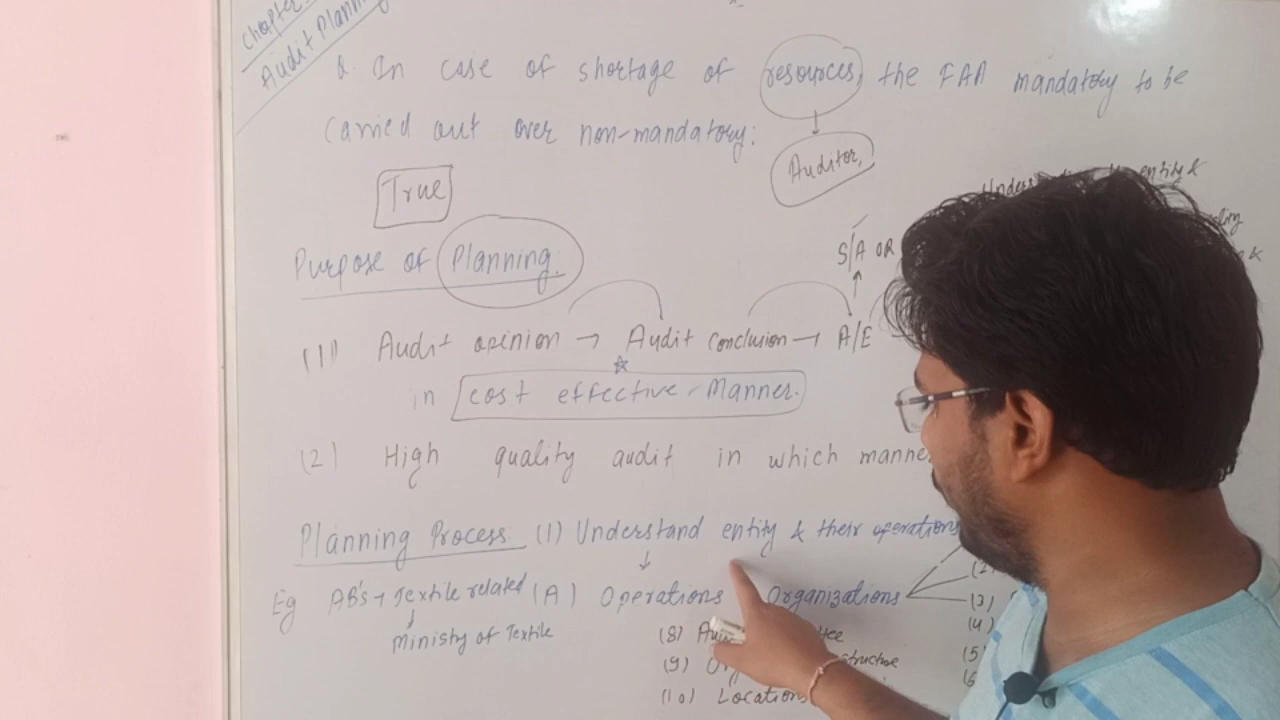 Chapter
Audit Planning
Q. In case of shortage of resources, the FAA mandatory to be
Carried out over non-mandatory:
Auditor,
True
Understanding entity &
S/A OR
Purpose of Planning:
(1) Audit opinion → Audit conclusion → A/E
in cost effective Manner.
(2) High quality audit in which manner
Planning Process (1) Understand entity & their operations
Eg AB's → Textile related (A) Operations Organizations
Ministry of Textile
(8)
(9)
(10) Locations
(2)
(3)
(4)
(5)
(6